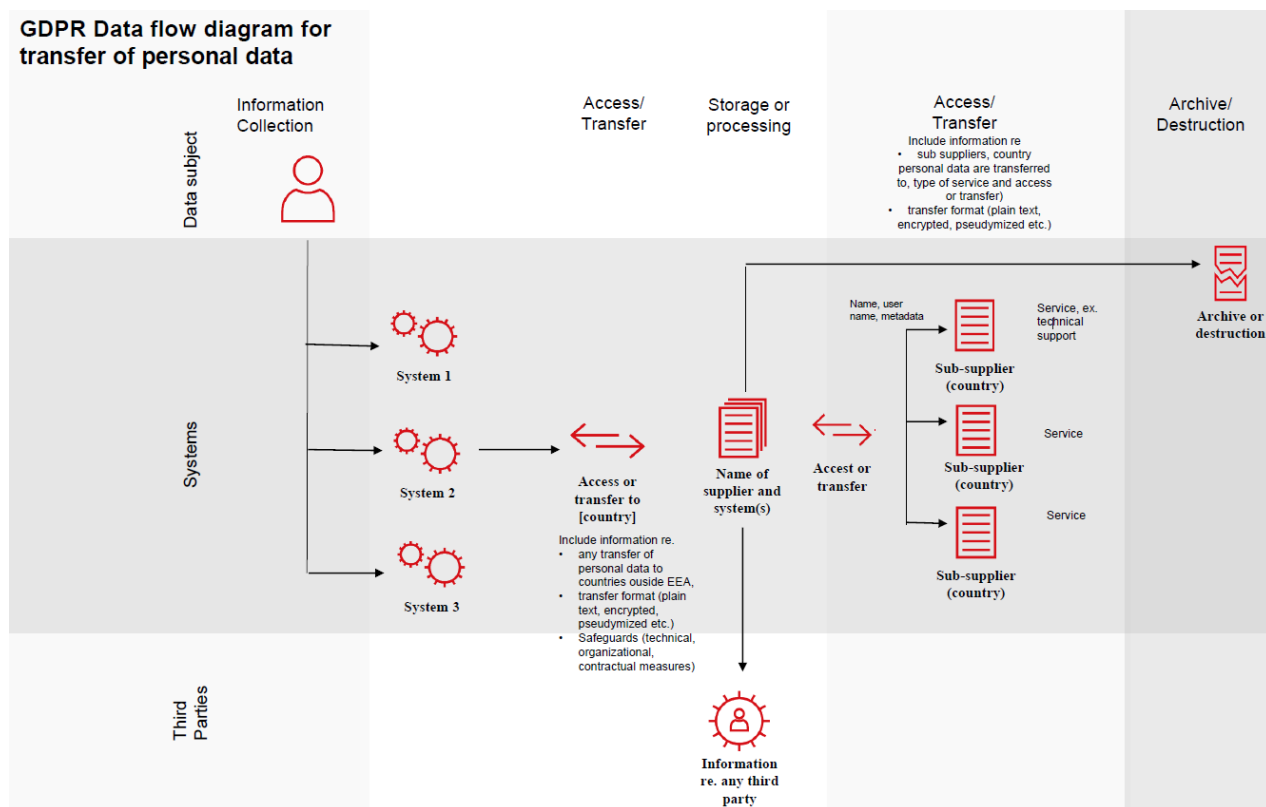 GDPR Data flow diagram for
transfer of personal data
Information
Collection
Access/
Transfer
Storage or
processing
Access/
Transfer
Include information re
• sub suppliers, country
personal data are transferred
to, type of service and access
or transfer)
• transfer format (plain text,
encrypted, pseudymized etc.)
Archive/
Destruction
Data subject
Systems
Third
Parties
System 1
System 2
System 3
Access or
transfer to
[country]
Include information re.
• any transfer of
personal data to
countries ouside EEA,
• transfer format (plain
text, encrypted,
pseudymized etc.)
• Safeguards (technical,
organizational,
contractual measures)
Name of
supplier and
system(s)
Accest or
transfer
Name, user
name, metadata
Service, ex.
technical
support
Sub-supplier
(country)
Service
Sub-supplier
(country)
Service
Sub-supplier
(country)
Archive or
destruction
Information
re. any third
party